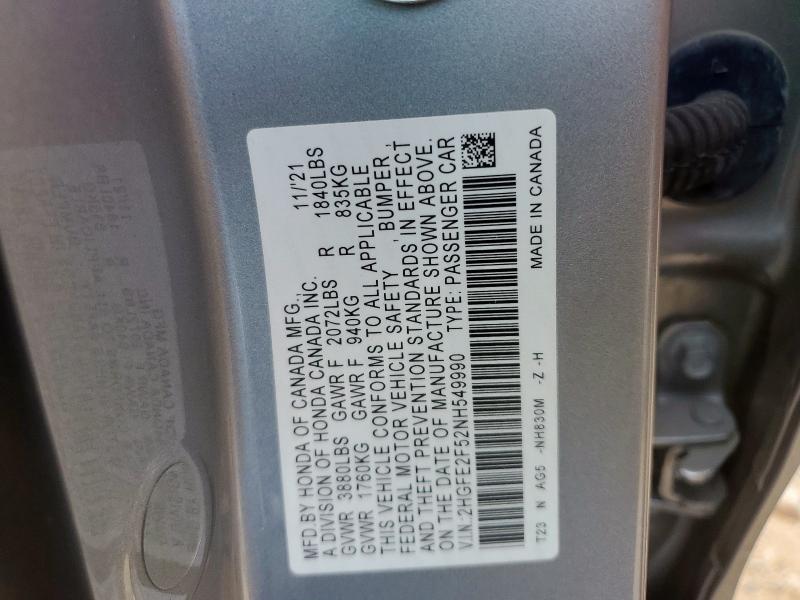 MFD.BY HONDA OF CANADA MFG., 11/'21
A DIVISION OF HONDA CANADA INC.
GVWR 3880LBS GAWR F 2072LBS R 1840LBS
GVWR 1760KG GAWR F 940KG R 835KG
THIS VEHICLE CONFORMS TO ALL APPLICABLE
FEDERAL MOTOR VEHICLE SAFETY , BUMPER ,
AND THEFT PREVENTION STANDARDS IN EFFECT
ON THE DATE OF MANUFACTURE SHOWN ABOVE.
V.I.N:2HGFE2F52NH549990 TYPE: PASSENGER CAR
T23 N AG5 -NH830M -Z -H MADE IN CANADA